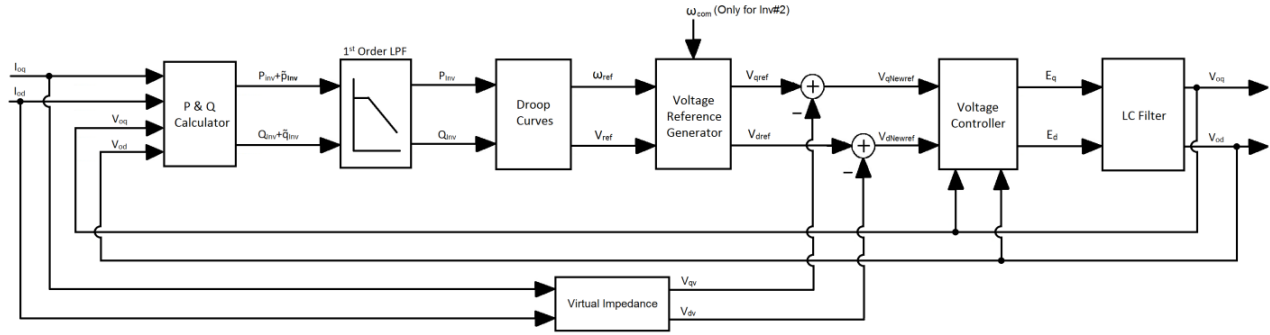 ω_com (Only for Inv#2)
1st Order LPF
I_oq
I_od
V_oq
V_od
P & Q
Calculator
P_Inv+p̃_Inv
Q_Inv+q̃_Inv
P_Inv
Q_Inv
Droop
Curves
ω_ref
V_ref
Voltage
Reference
Generator
V_qref
V_dref
V_qNewref
V_dNewref
Voltage
Controller
E_q
E_d
LC Filter
V_oq
V_od
Virtual Impedance
V_qv
V_dv